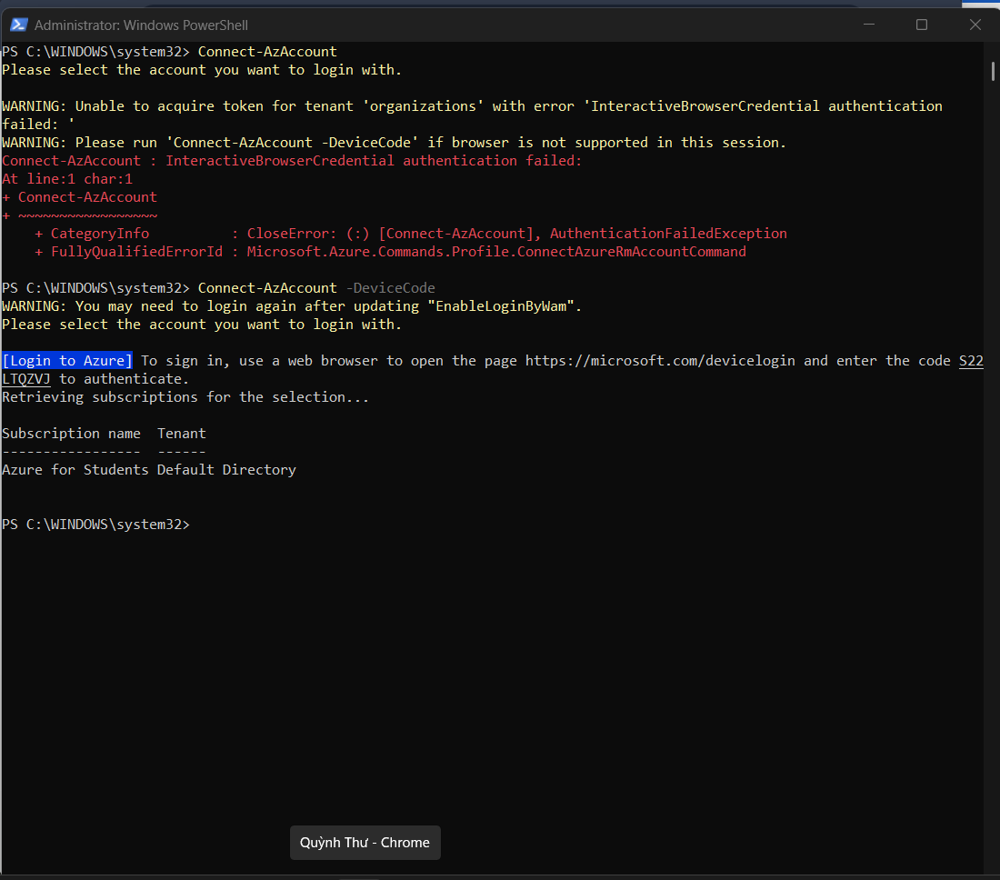 Administrator: Windows PowerShell
PS C:\WINDOWS\system32> Connect-AzAccount
Please select the account you want to login with.
WARNING: Unable to acquire token for tenant 'organizations' with error 'InteractiveBrowserCredential authentication
failed: '
WARNING: Please run 'Connect-AzAccount -DeviceCode' if browser is not supported in this session.
Connect-AzAccount : InteractiveBrowserCredential authentication failed:
At line:1 char:1
+ Connect-AzAccount
+ ~~~~~~~~~~~~~~~~~
    + CategoryInfo          : CloseError: (:) [Connect-AzAccount], AuthenticationFailedException
    + FullyQualifiedErrorId : Microsoft.Azure.Commands.Profile.ConnectAzureRmAccountCommand
PS C:\WINDOWS\system32> Connect-AzAccount -DeviceCode
WARNING: You may need to login again after updating "EnableLoginByWam".
Please select the account you want to login with.
[Login to Azure] To sign in, use a web browser to open the page https://microsoft.com/devicelogin and enter the code S22
LTQZVJ to authenticate.
Retrieving subscriptions for the selection...
Subscription name  Tenant
-----------------  ------
Azure for Students Default Directory
PS C:\WINDOWS\system32>
Quỳnh Thư - Chrome